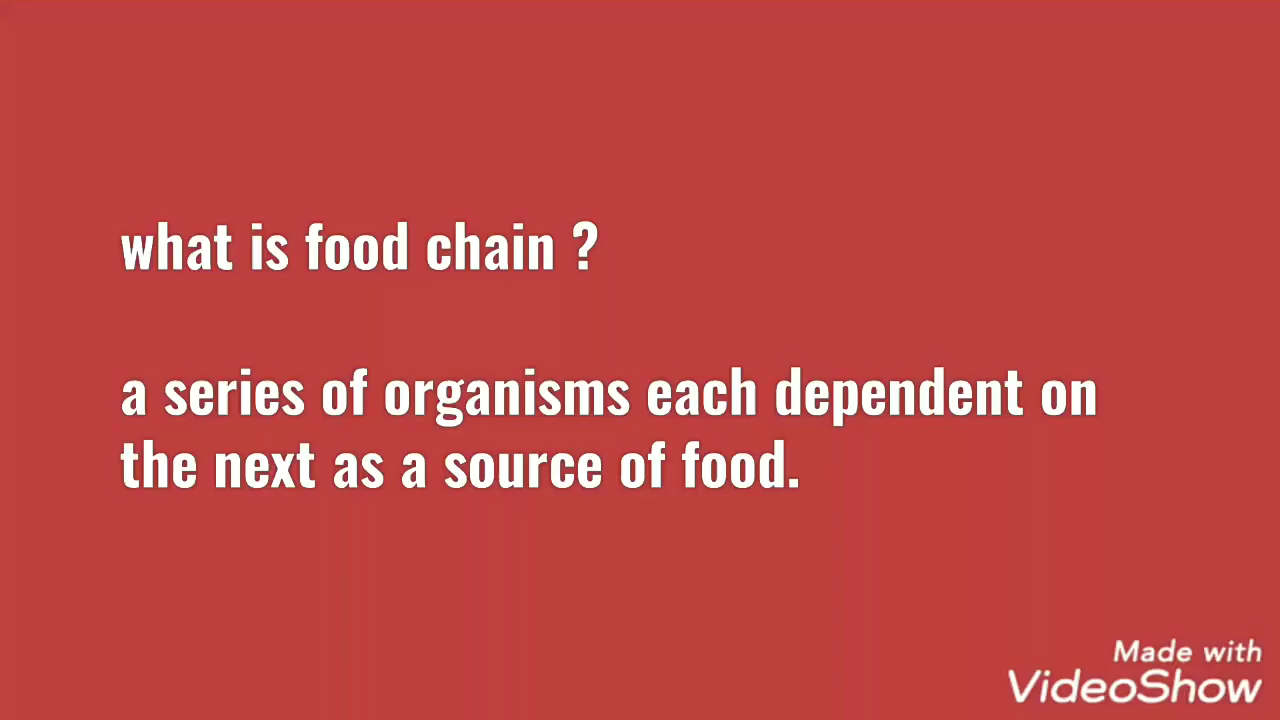 what is food chain ?
a series of organisms each dependent on
the next as a source of food.
Made with
VideoShow